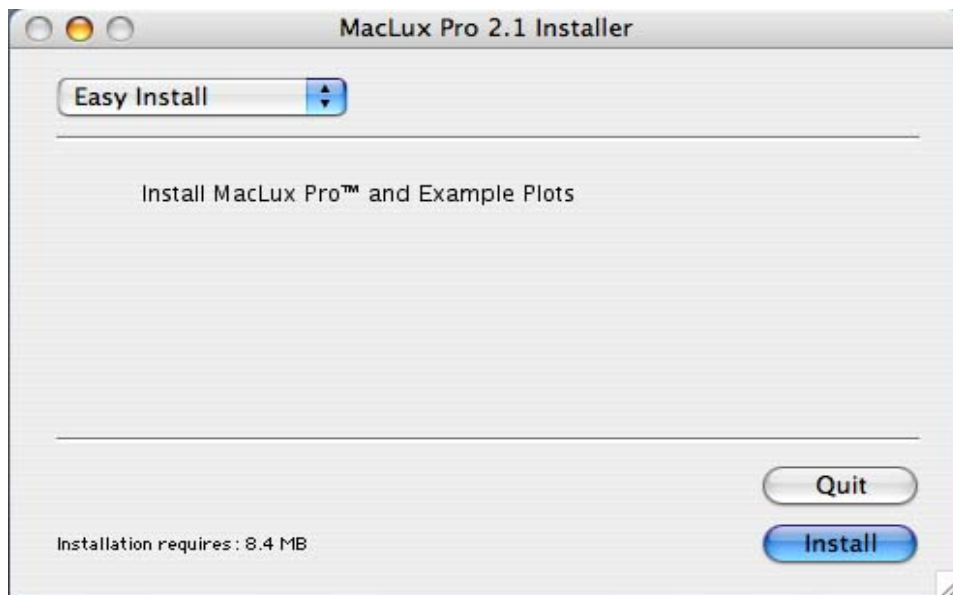 MacLux Pro 2.1 Installer
Easy Install
Install MacLux Pro™ and Example Plots
Quit
Installation requires: 8.4 MB
Install